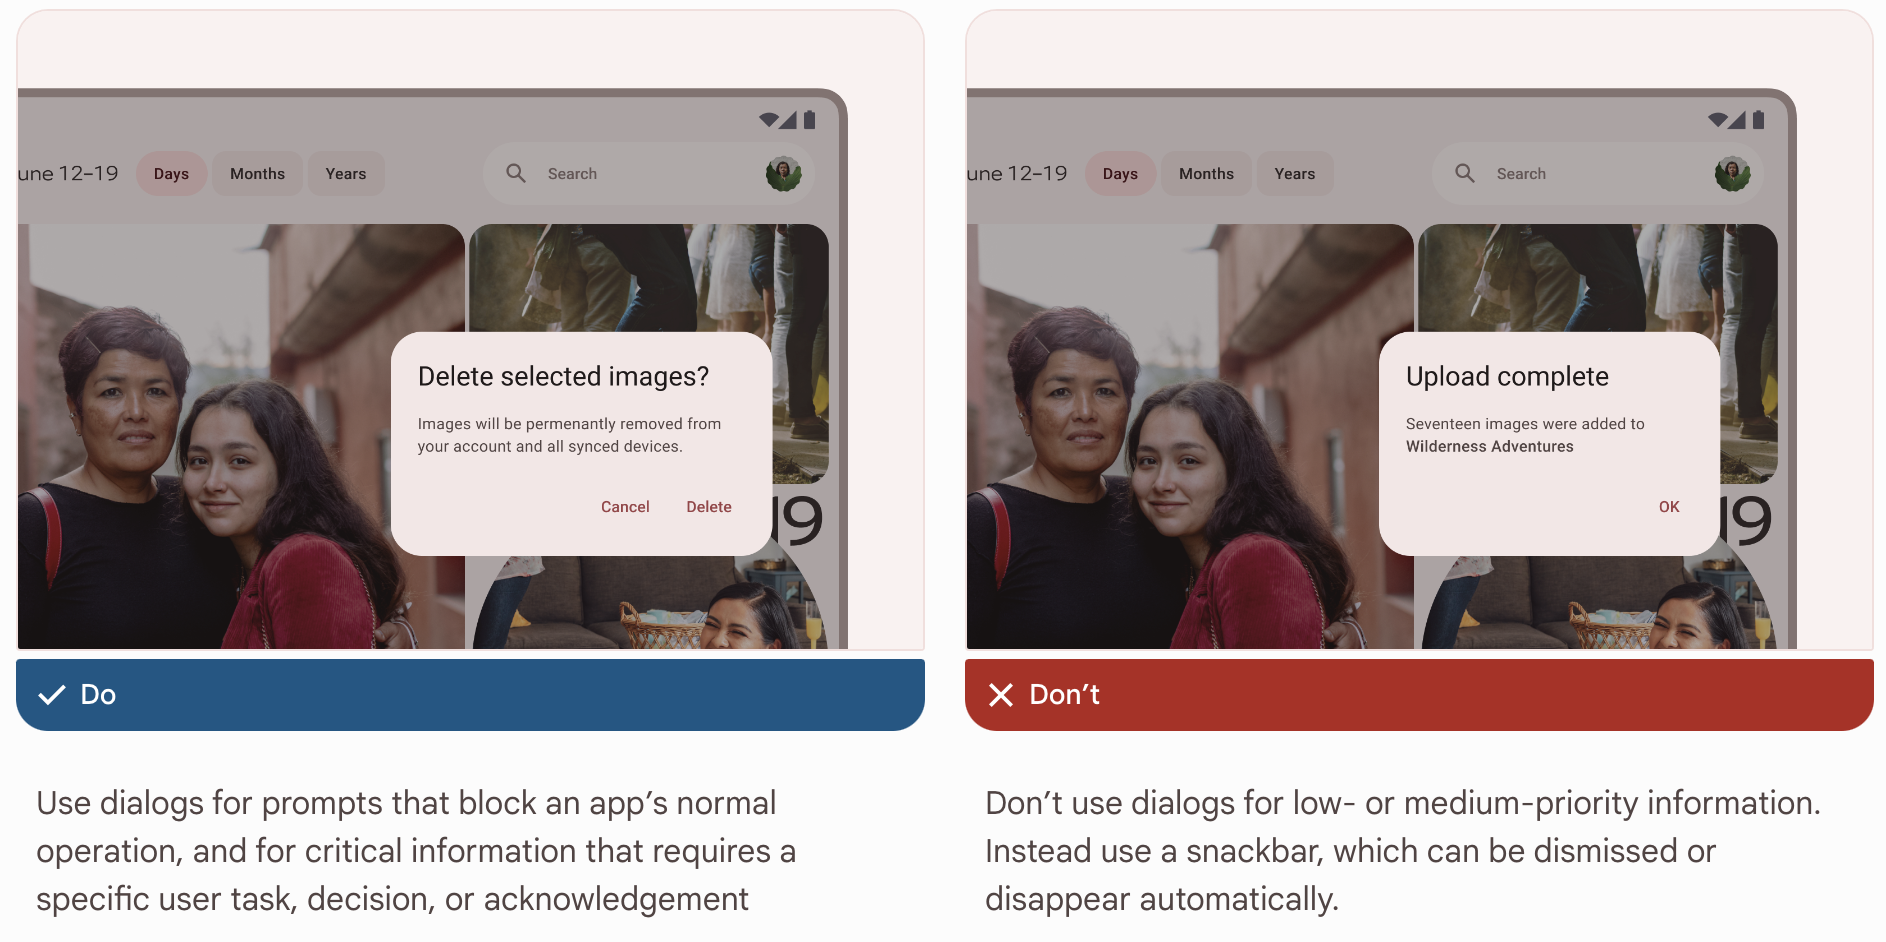 une 12–19
Days
Months
Years
Search
Delete selected images?
Images will be permenantly removed from
your account and all synced devices.
Cancel
Delete
19
Do
Use dialogs for prompts that block an app’s normal
operation, and for critical information that requires a
specific user task, decision, or acknowledgement
une 12–19
Days
Months
Years
Search
Upload complete
Seventeen images were added to
Wilderness Adventures
OK
19
Don’t
Don’t use dialogs for low- or medium-priority information.
Instead use a snackbar, which can be dismissed or
disappear automatically.